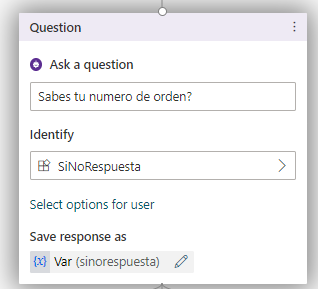 Question
Ask a question
Sabes tu numero de orden?
Identify
SiNoRespuesta
Select options for user
Save response as
{x} Var (sinorespuesta)